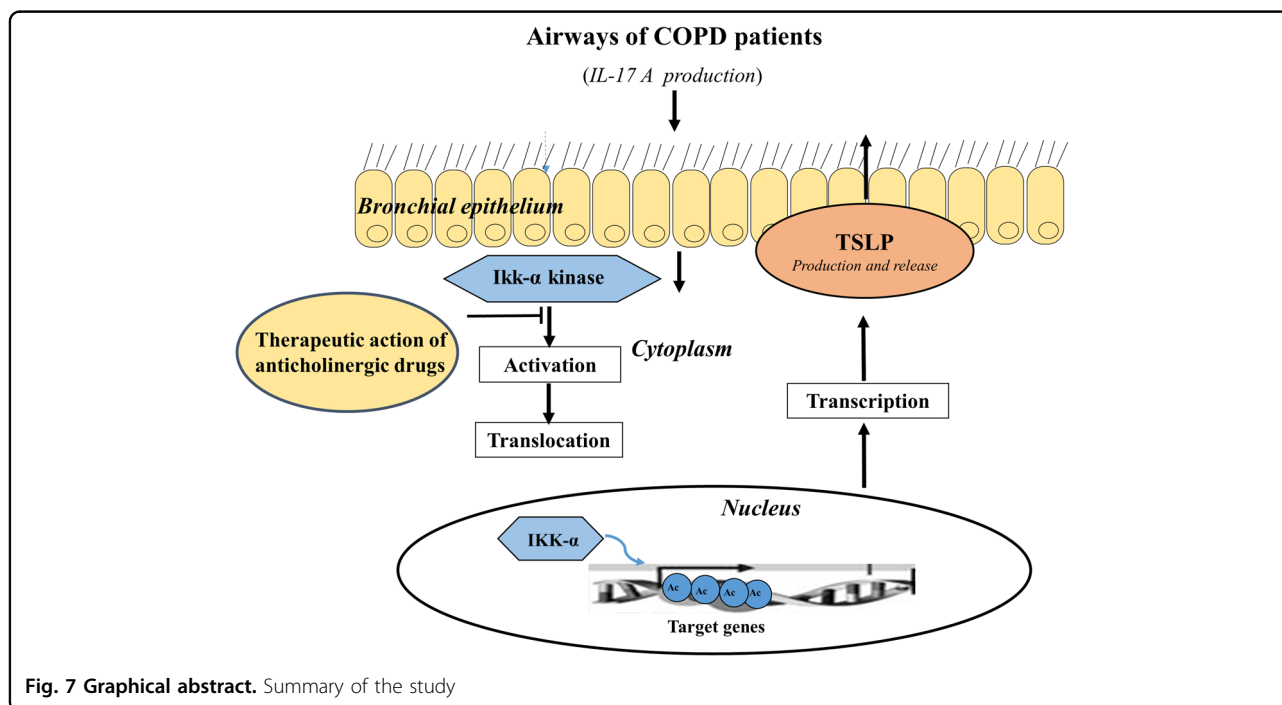 Airways of COPD patients
(IL-17 A production)
Bronchial epithelium
TSLP
Production and release
Ikk-α kinase
Therapeutic action of
anticholinergic drugs
Cytoplasm
Activation
Transcription
Translocation
Nucleus
IKK-α
Ac Ac Ac Ac
Target genes
Fig. 7 Graphical abstract. Summary of the study